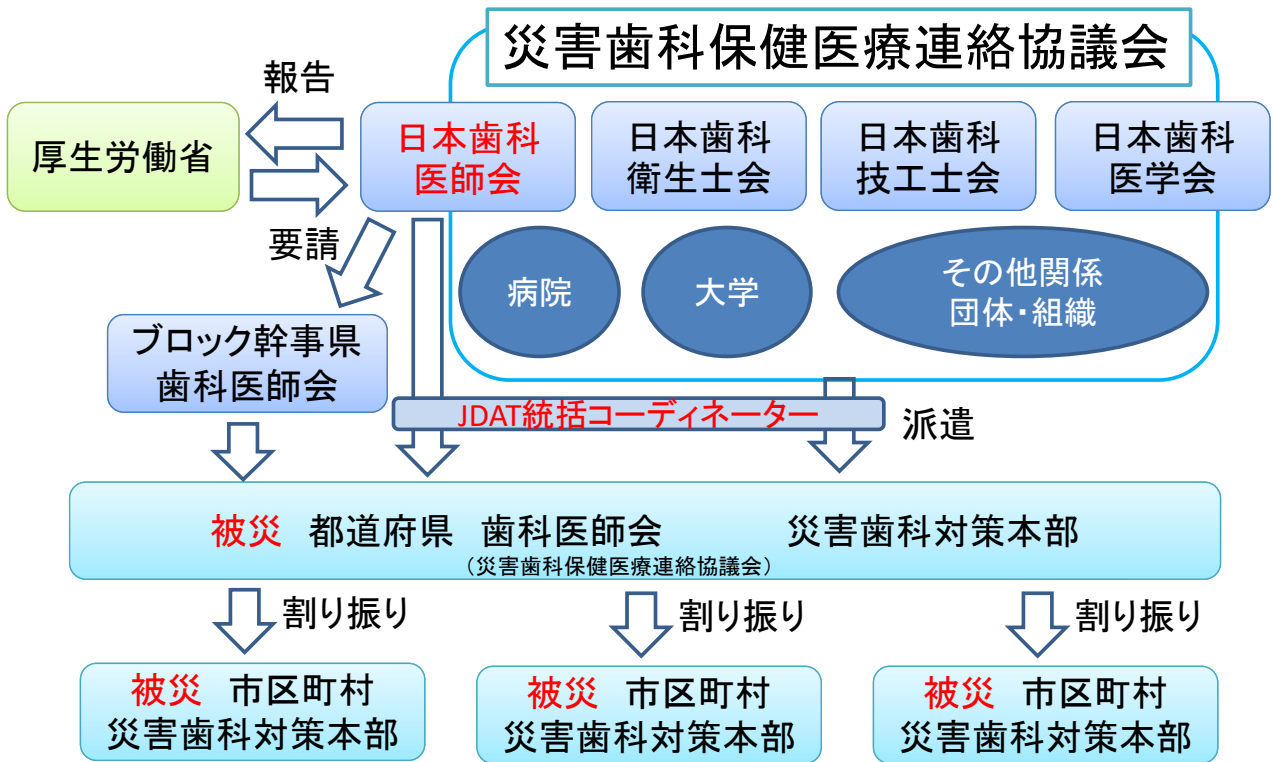 災害歯科保健医療連絡協議会
報告
厚生労働省
要請
日本歯科
医師会
日本歯科
衛生士会
日本歯科
技工士会
日本歯科
医学会
病院
大学
その他関係
団体・組織
ブロック幹事県
歯科医師会
JDAT統括コーディネーター
派遣
被災 都道府県 歯科医師会 災害歯科対策本部
（災害歯科保健医療連絡協議会）
割り振り
割り振り
割り振り
被災 市区町村
災害歯科対策本部
被災 市区町村
災害歯科対策本部
被災 市区町村
災害歯科対策本部